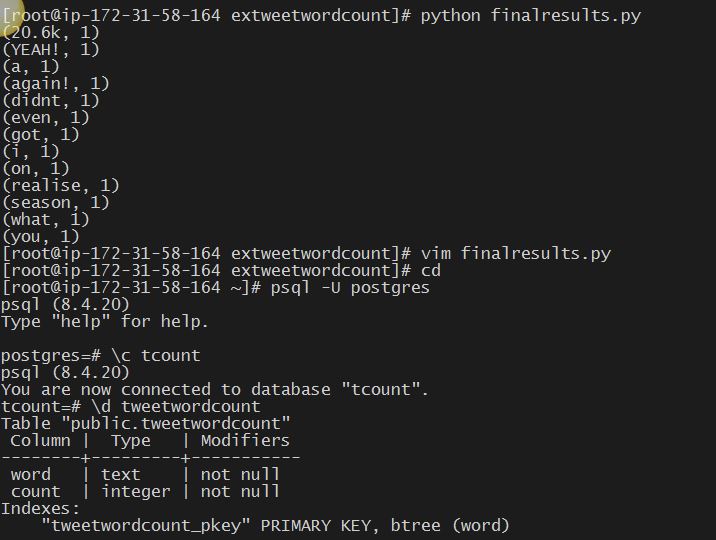 [root@ip-172-31-58-164 extweetwordcount]# python finalresults.py
(20.6k, 1)
(YEAH!, 1)
(a, 1)
(again!, 1)
(didnt, 1)
(even, 1)
(got, 1)
(i, 1)
(on, 1)
(realise, 1)
(season, 1)
(what, 1)
(you, 1)
[root@ip-172-31-58-164 extweetwordcount]# vim finalresults.py
[root@ip-172-31-58-164 extweetwordcount]# cd
[root@ip-172-31-58-164 ~]# psql -U postgres
psql (8.4.20)
Type "help" for help.

postgres=# \c tcount
psql (8.4.20)
You are now connected to database "tcount".
tcount=# \d tweetwordcount
Table "public.tweetwordcount"
 Column |  Type   | Modifiers
--------+---------+-----------
 word   | text    | not null
 count  | integer | not null
Indexes:
    "tweetwordcount_pkey" PRIMARY KEY, btree (word)